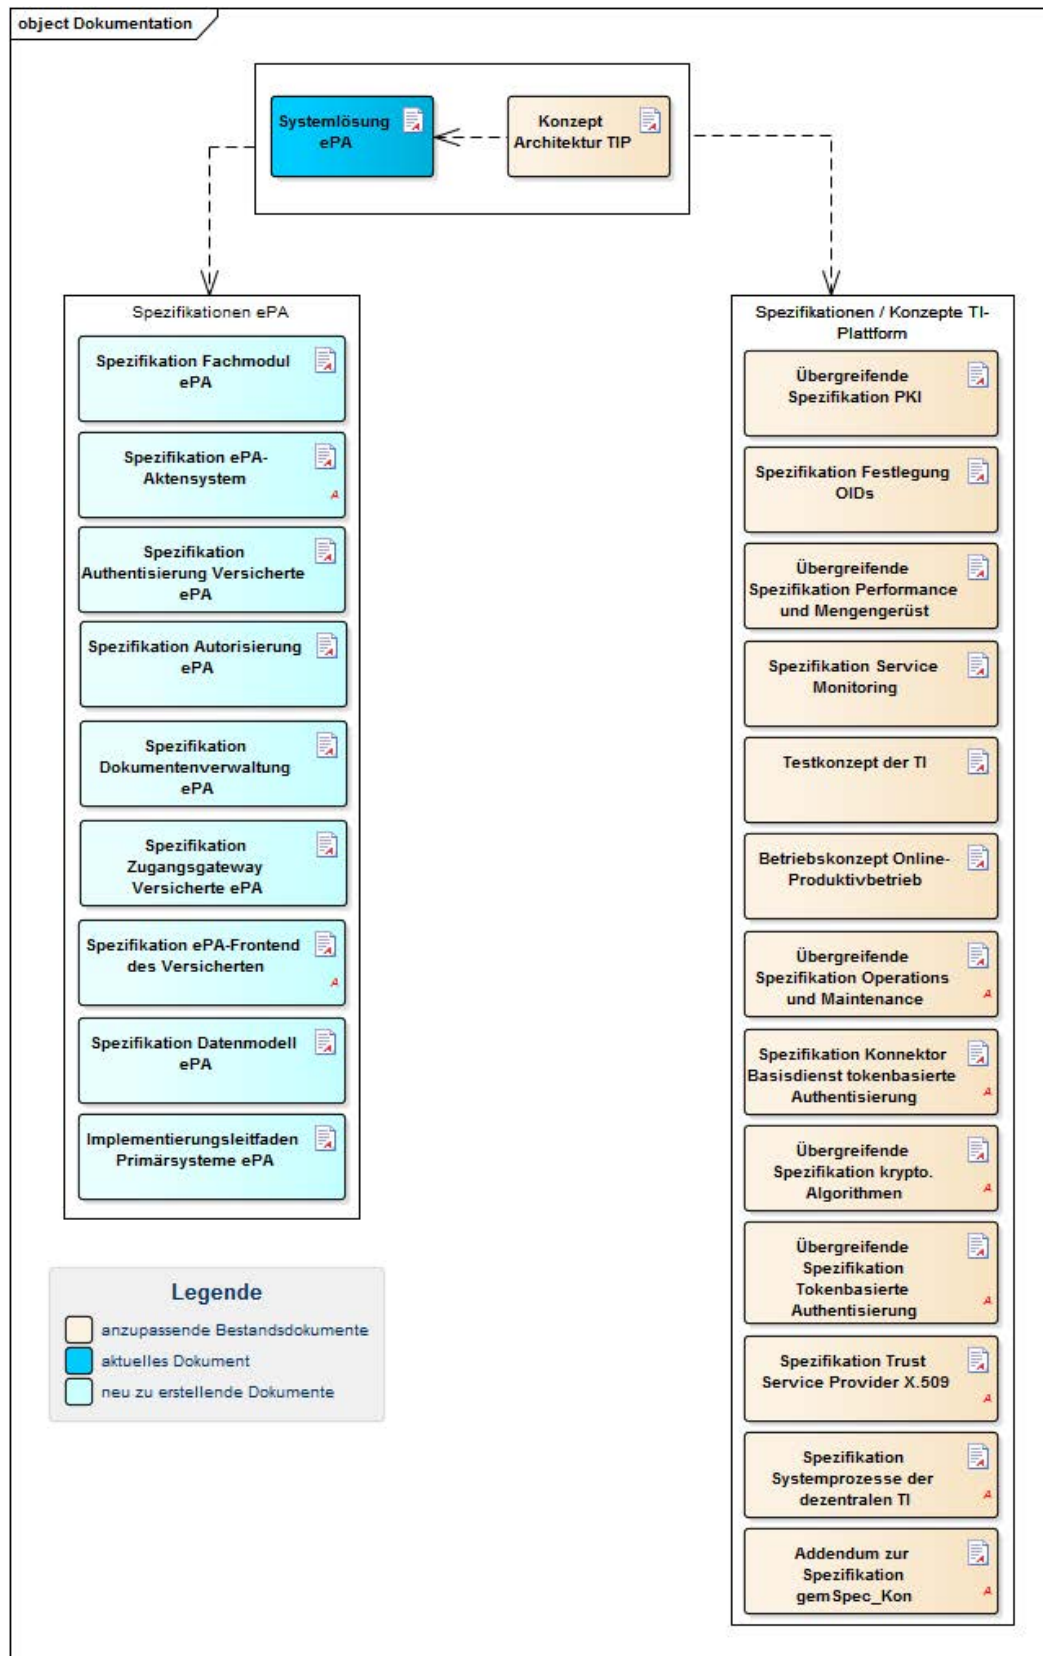 object Dokumentation
Systemlösung
ePA
Konzept
Architektur TIP
Spezifikationen ePA
Spezifikation Fachmodul
ePA
Spezifikation ePA-
Aktensystem
A
Spezifikation
Authentisierung Versicherte
ePA
Spezifikation Autorisierung
ePA
Spezifikation
Dokumentenverwaltung
ePA
Spezifikation
Zugangsgateway
Versicherte ePA
Spezifikation ePA-Frontend
des Versicherten
A
Spezifikation Datenmodell
ePA
Implementierungsleitfaden
Primärsysteme ePA
Spezifikationen / Konzepte TI-
Plattform
Übergreifende
Spezifikation PKI
Spezifikation Festlegung
OIDs
Übergreifende
Spezifikation Performance
und Mengengerüst
Spezifikation Service
Monitoring
Testkonzept der TI
Betriebskonzept Online-
Produktivbetrieb
Übergreifende
Spezifikation Operations
und Maintenance
A
Spezifikation Konnektor
Basisdienst tokenbasierte
Authentisierung
A
Übergreifende
Spezifikation krypto.
Algorithmen
A
Übergreifende
Spezifikation
Tokenbasierte
Authentisierung
A
Spezifikation Trust
Service Provider X.509
A
Spezifikation
Systemprozesse der
dezentralen TI
A
Addendum zur
Spezifikation
gemSpec_Kon
A
Legende
anzupassende Bestandsdokumente
aktuelles Dokument
neu zu erstellende Dokumente